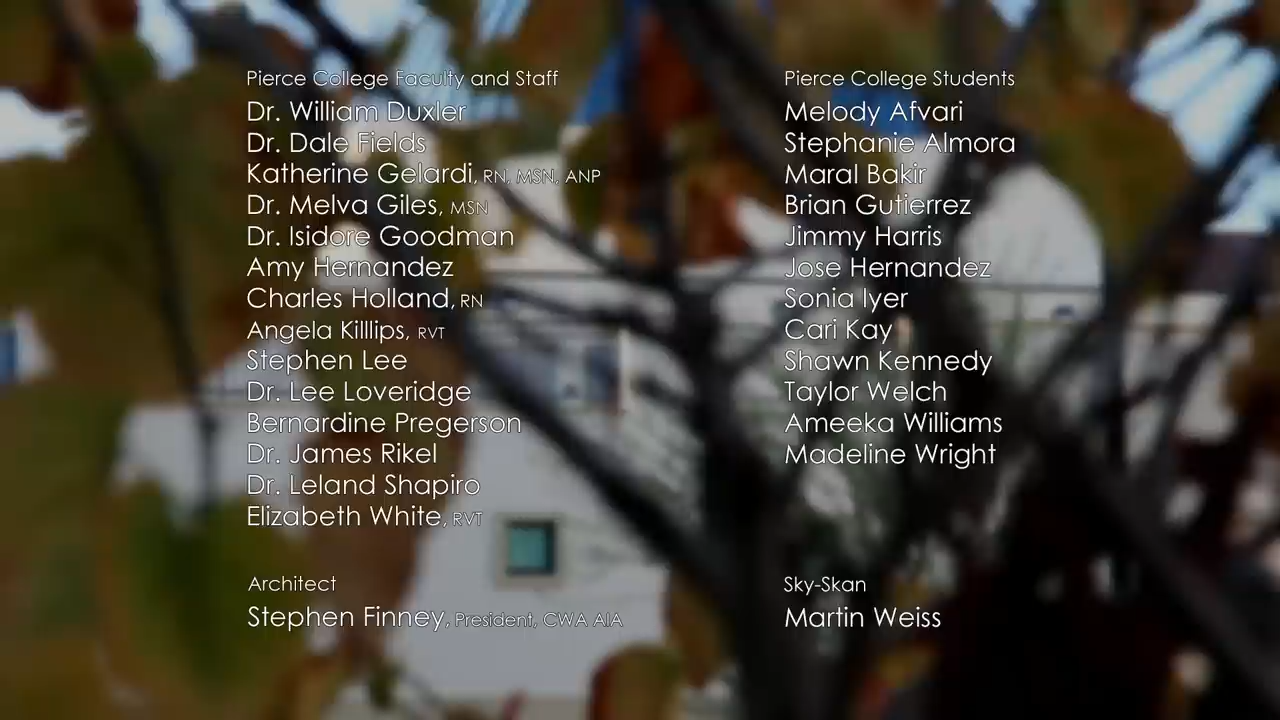 Pierce College Faculty and Staff
Dr. William Duxler
Dr. Dale Fields
Katherine Gelardi, RN, MSN, ANP
Dr. Melva Giles, MSN
Dr. Isidore Goodman
Amy Hernandez
Charles Holland, RN
Angela Killlips, RVT
Stephen Lee
Dr. Lee Loveridge
Bernardine Pregerson
Dr. James Rikel
Dr. Leland Shapiro
Elizabeth White, RVT
Architect
Stephen Finney, President, CWA AIA
Pierce College Students
Melody Afvari
Stephanie Almora
Maral Bakir
Brian Gutierrez
Jimmy Harris
Jose Hernandez
Sonia Iyer
Cari Kay
Shawn Kennedy
Taylor Welch
Ameeka Williams
Madeline Wright
Sky-Skan
Martin Weiss